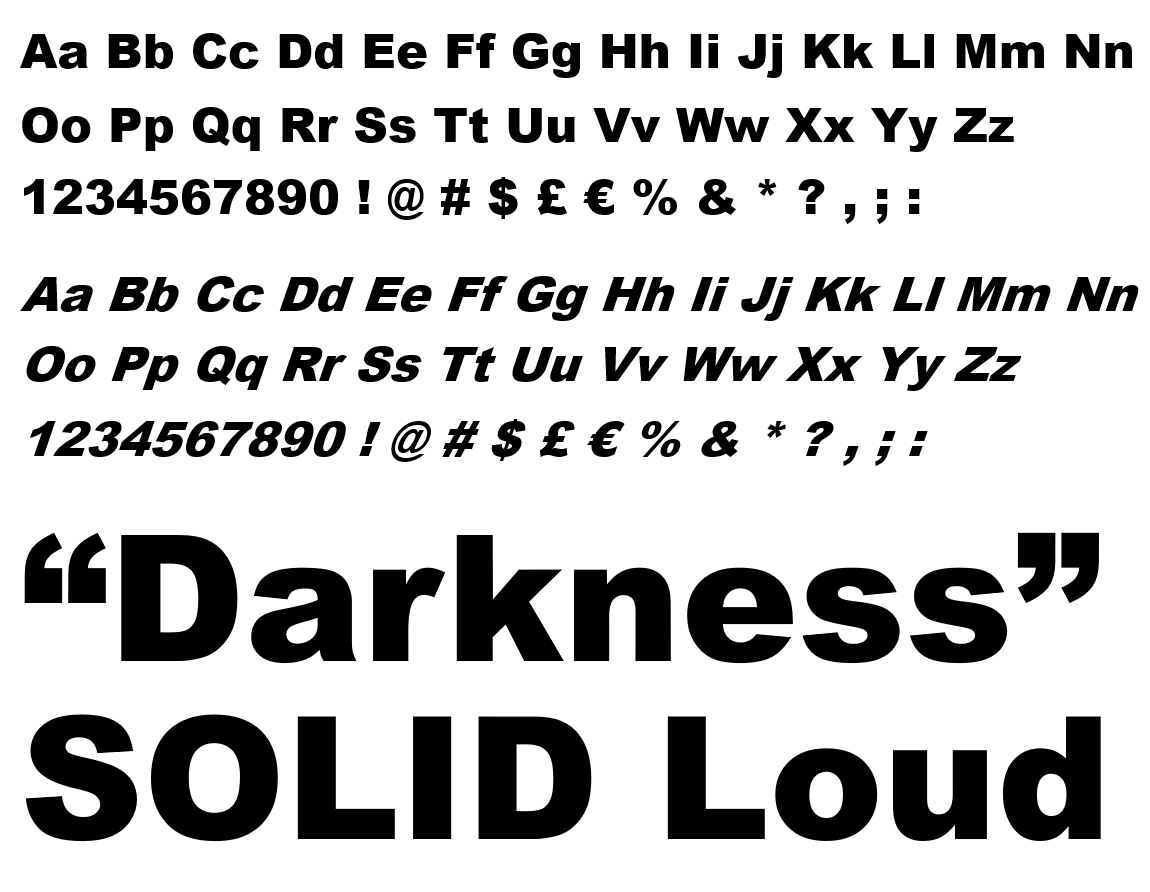 Aa Bb Cc Dd Ee Ff Gg Hh Ii Jj Kk Ll Mm Nn
Oo Pp Qq Rr Ss Tt Uu Vv Ww Xx Yy Zz
1234567890 ! @ # $ £ € % & * ? , ; :
Aa Bb Cc Dd Ee Ff Gg Hh Ii Jj Kk Ll Mm Nn
Oo Pp Qq Rr Ss Tt Uu Vv Ww Xx Yy Zz
1234567890 ! @ # $ £ € % & * ? , ; :
“Darkness”
SOLID Loud